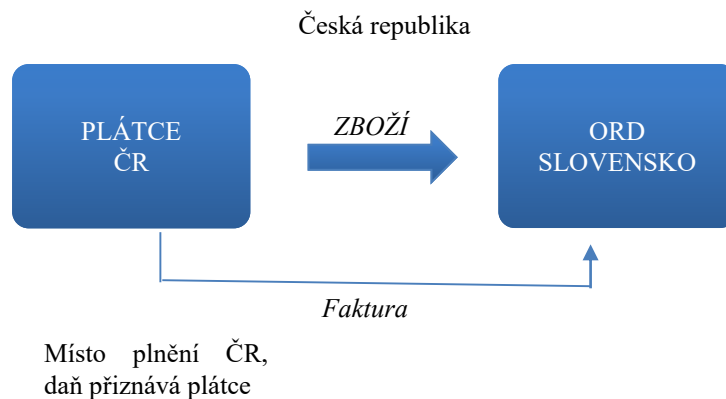 Česká republika
PLÁTCE
ČR
ZBOŽÍ
ORD
SLOVENSKO
Faktura
Místo plnění ČR,
daň přiznává plátce